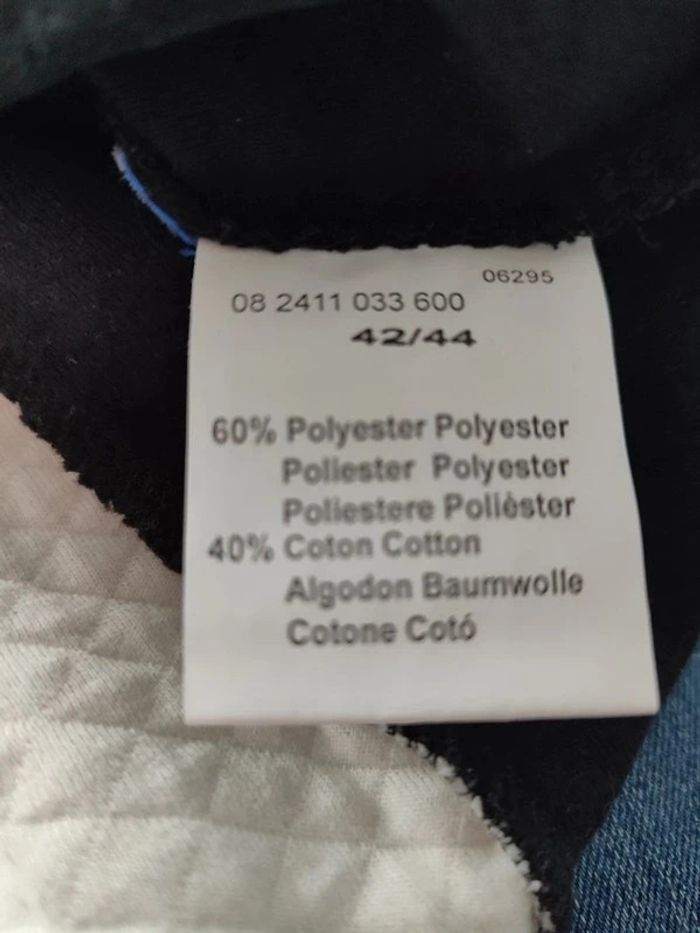 06295
08 2411 033 600
42/44
60% Polyester Polyester
Poliester Polyester
Poliestere Polièster
40% Coton Cotton
Algodon Baumwolle
Cotone Cotó